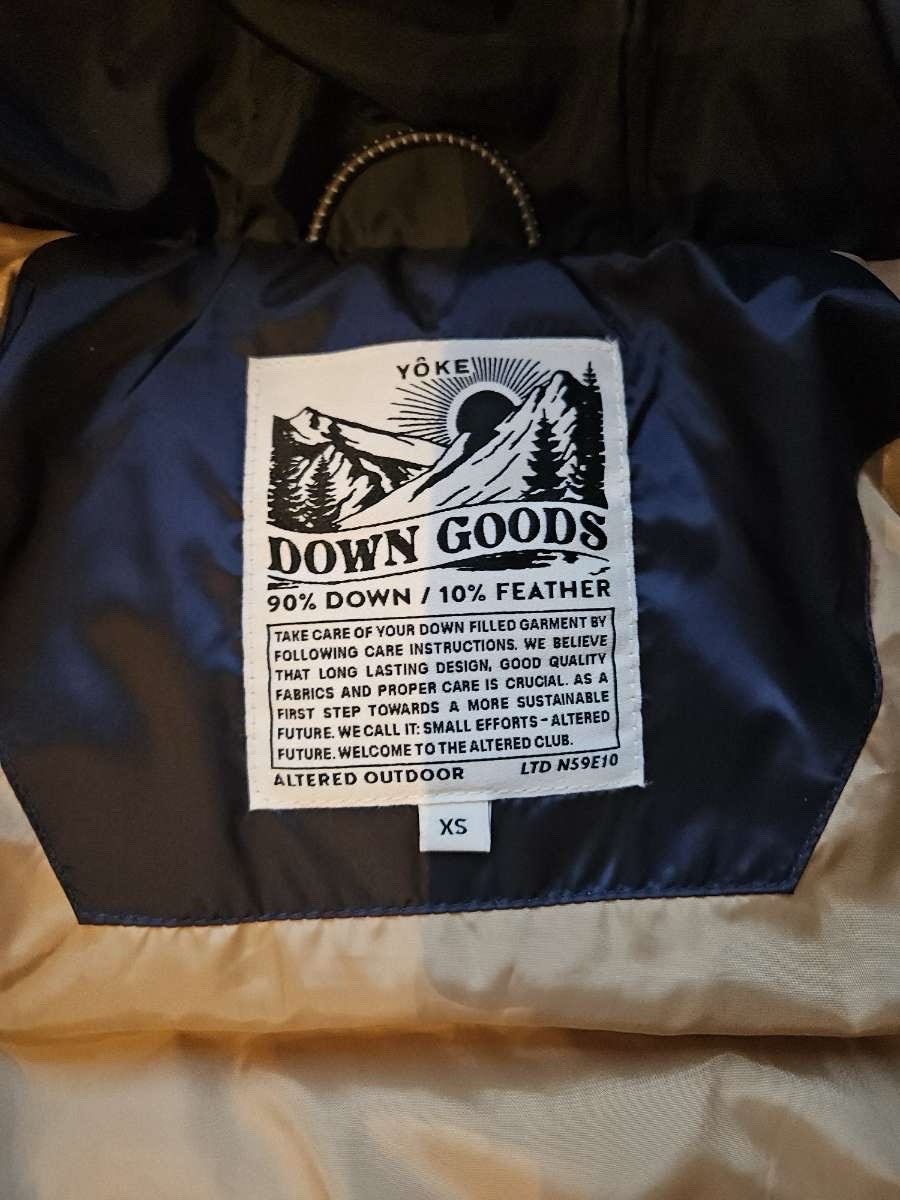 YÔKE
DOWN GOODS
90% DOWN / 10% FEATHER
TAKE CARE OF YOUR DOWN FILLED GARMENT BY
FOLLOWING CARE INSTRUCTIONS. WE BELIEVE
THAT LONG LASTING DESIGN, GOOD QUALITY
FABRICS AND PROPER CARE IS CRUCIAL. AS A
FIRST STEP TOWARDS A MORE SUSTAINABLE
FUTURE. WE CALL IT: SMALL EFFORTS - ALTERED
FUTURE. WELCOME TO THE ALTERED CLUB.
ALTERED OUTDOOR LTD N59E10
XS